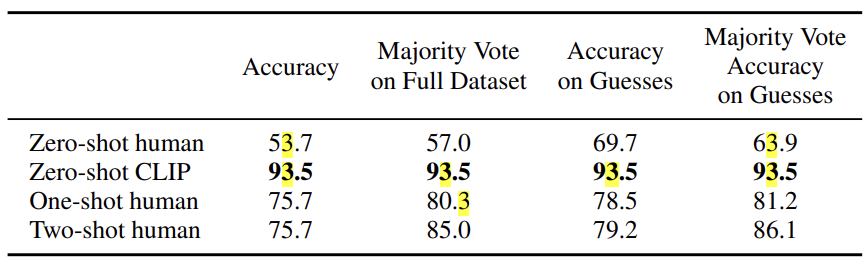 Accuracy Majority Vote on Full Dataset Accuracy on Guesses Majority Vote Accuracy on Guesses
Zero-shot human 53.7 57.0 69.7 63.9
Zero-shot CLIP 93.5 93.5 93.5 93.5
One-shot human 75.7 80.3 78.5 81.2
Two-shot human 75.7 85.0 79.2 86.1